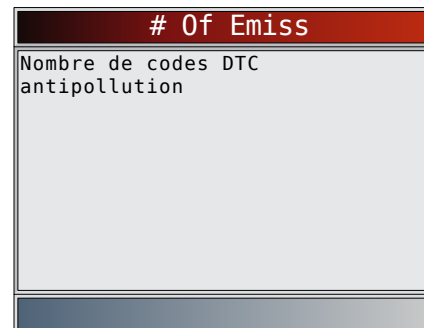 # Of Emiss
Nombre de codes DTC
antipollution